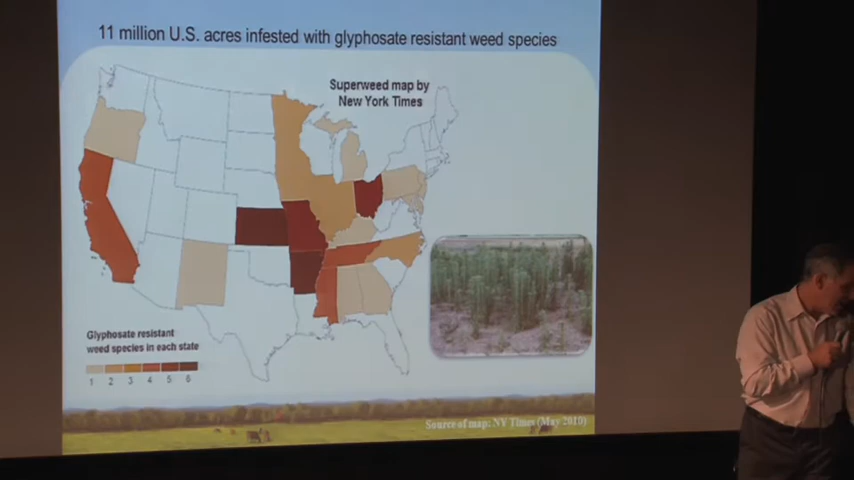 11 million U.S. acres infested with glyphosate resistant weed species
Superweed map by
New York Times
Glyphosate resistant
weed species in each state
1 2 3 4 5 6
Source of map: NY Times (May 2010)